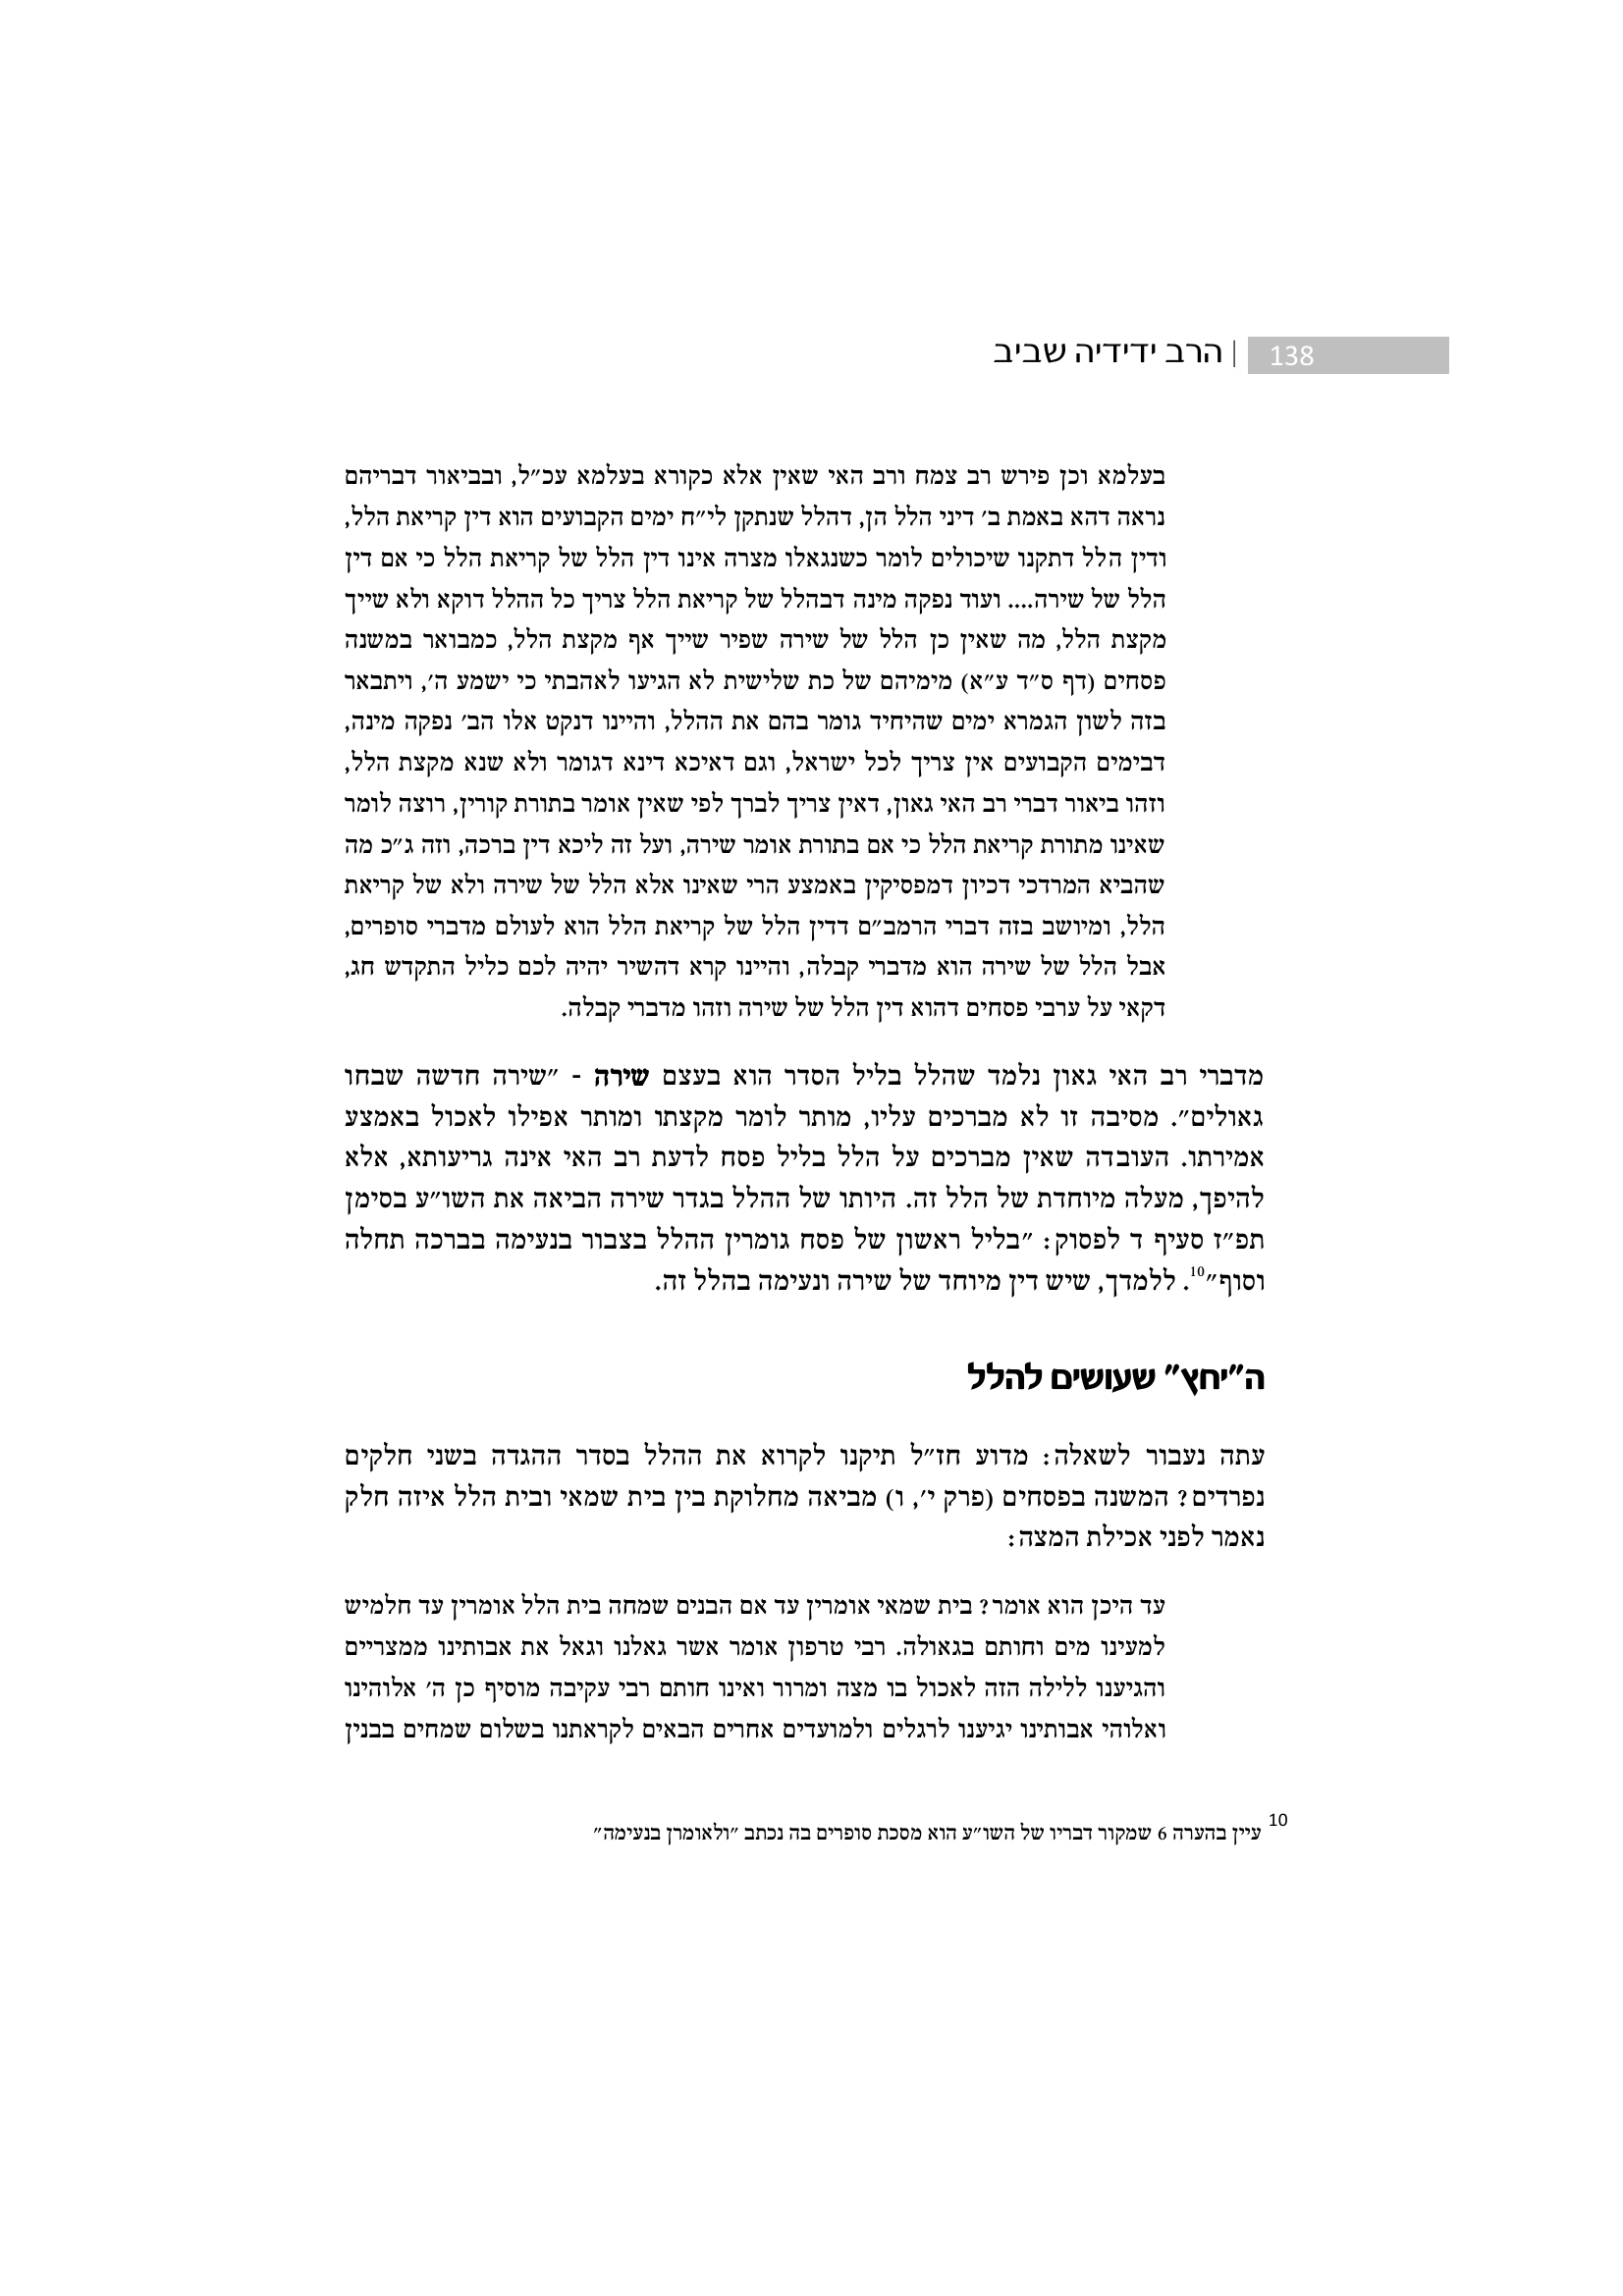 138 | הרב ידידיה שביב
בעלמא וכן פירש רב צמח ורב האי שאין אלא כקורא בעלמא עכ״ל, ובביאור דבריהם
נראה דהא באמת ב׳ דיני הלל הן, דהלל שנתקן לי״ח ימים הקבועים הוא דין קריאת הלל,
ודין הלל דתקנו שיכולים לומר כשנגאלו מצרה אינו דין הלל של קריאת הלל כי אם דין
הלל של שירה.... ועוד נפקה מינה דבהלל של קריאת הלל צריך כל ההלל דוקא ולא שייך
מקצת הלל, מה שאין כן הלל של שירה שפיר שייך אף מקצת הלל, כמבואר במשנה
פסחים (דף ס״ד ע״א) מימיהם של כת שלישית לא הגיעו לאהבתי כי ישמע ה׳, ויתבאר
בזה לשון הגמרא ימים שהיחיד גומר בהם את ההלל, והיינו דנקט אלו הב׳ נפקה מינה,
דבימים הקבועים אין צריך לכל ישראל, וגם דאיכא דינא דגומר ולא שנא מקצת הלל,
וזהו ביאור דברי רב האי גאון, דאין צריך לברך לפי שאין אומר בתורת קורין, רוצה לומר
שאינו מתורת קריאת הלל כי אם בתורת אומר שירה, ועל זה ליכא דין ברכה, וזה ג״כ מה
שהביא המרדכי דכיון דמפסיקין באמצע הרי שאינו אלא הלל של שירה ולא של קריאת
הלל, ומיושב בזה דברי הרמב״ם דדין הלל של קריאת הלל הוא לעולם מדברי סופרים,
אבל הלל של שירה הוא מדברי קבלה, והיינו קרא דהשיר יהיה לכם כליל התקדש חג,
דקאי על ערבי פסחים דהוא דין הלל של שירה וזהו מדברי קבלה.
מדברי רב האי גאון נלמד שהלל בליל הסדר הוא בעצם שירה - ״שירה חדשה שבחו
גאולים״. מסיבה זו לא מברכים עליו, מותר לומר מקצתו ומותר אפילו לאכול באמצע
אמירתו. העובדה שאין מברכים על הלל בליל פסח לדעת רב האי אינה גריעותא, אלא
להיפך, מעלה מיוחדת של הלל זה. היותו של ההלל בגדר שירה הביאה את השו״ע בסימן
תפ״ז סעיף ד לפסוק: ״בליל ראשון של פסח גומרין ההלל בצבור בנעימה בברכה תחלה
וסוף״10. ללמדך, שיש דין מיוחד של שירה ונעימה בהלל זה.
ה״יחץ״ שעושים להלל
עתה נעבור לשאלה: מדוע חז״ל תיקנו לקרוא את ההלל בסדר ההגדה בשני חלקים
נפרדים? המשנה בפסחים (פרק י׳, ו) מביאה מחלוקת בין בית שמאי ובית הלל איזה חלק
נאמר לפני אכילת המצה:
עד היכן הוא אומר? בית שמאי אומרין עד אם הבנים שמחה בית הלל אומרין עד חלמיש
למעינו מים וחותם בגאולה. רבי טרפון אומר אשר גאלנו וגאל את אבותינו ממצריים
והגיענו ללילה הזה לאכול בו מצה ומרור ואינו חותם רבי עקיבה מוסיף כן ה׳ אלוהינו
ואלוהי אבותינו יגיענו לרגלים ולמועדים אחרים הבאים לקראתנו בשלום שמחים בבנין
10 עיין בהערה 6 שמקור דבריו של השו״ע הוא מסכת סופרים בה נכתב ״ולאומרן בנעימה״